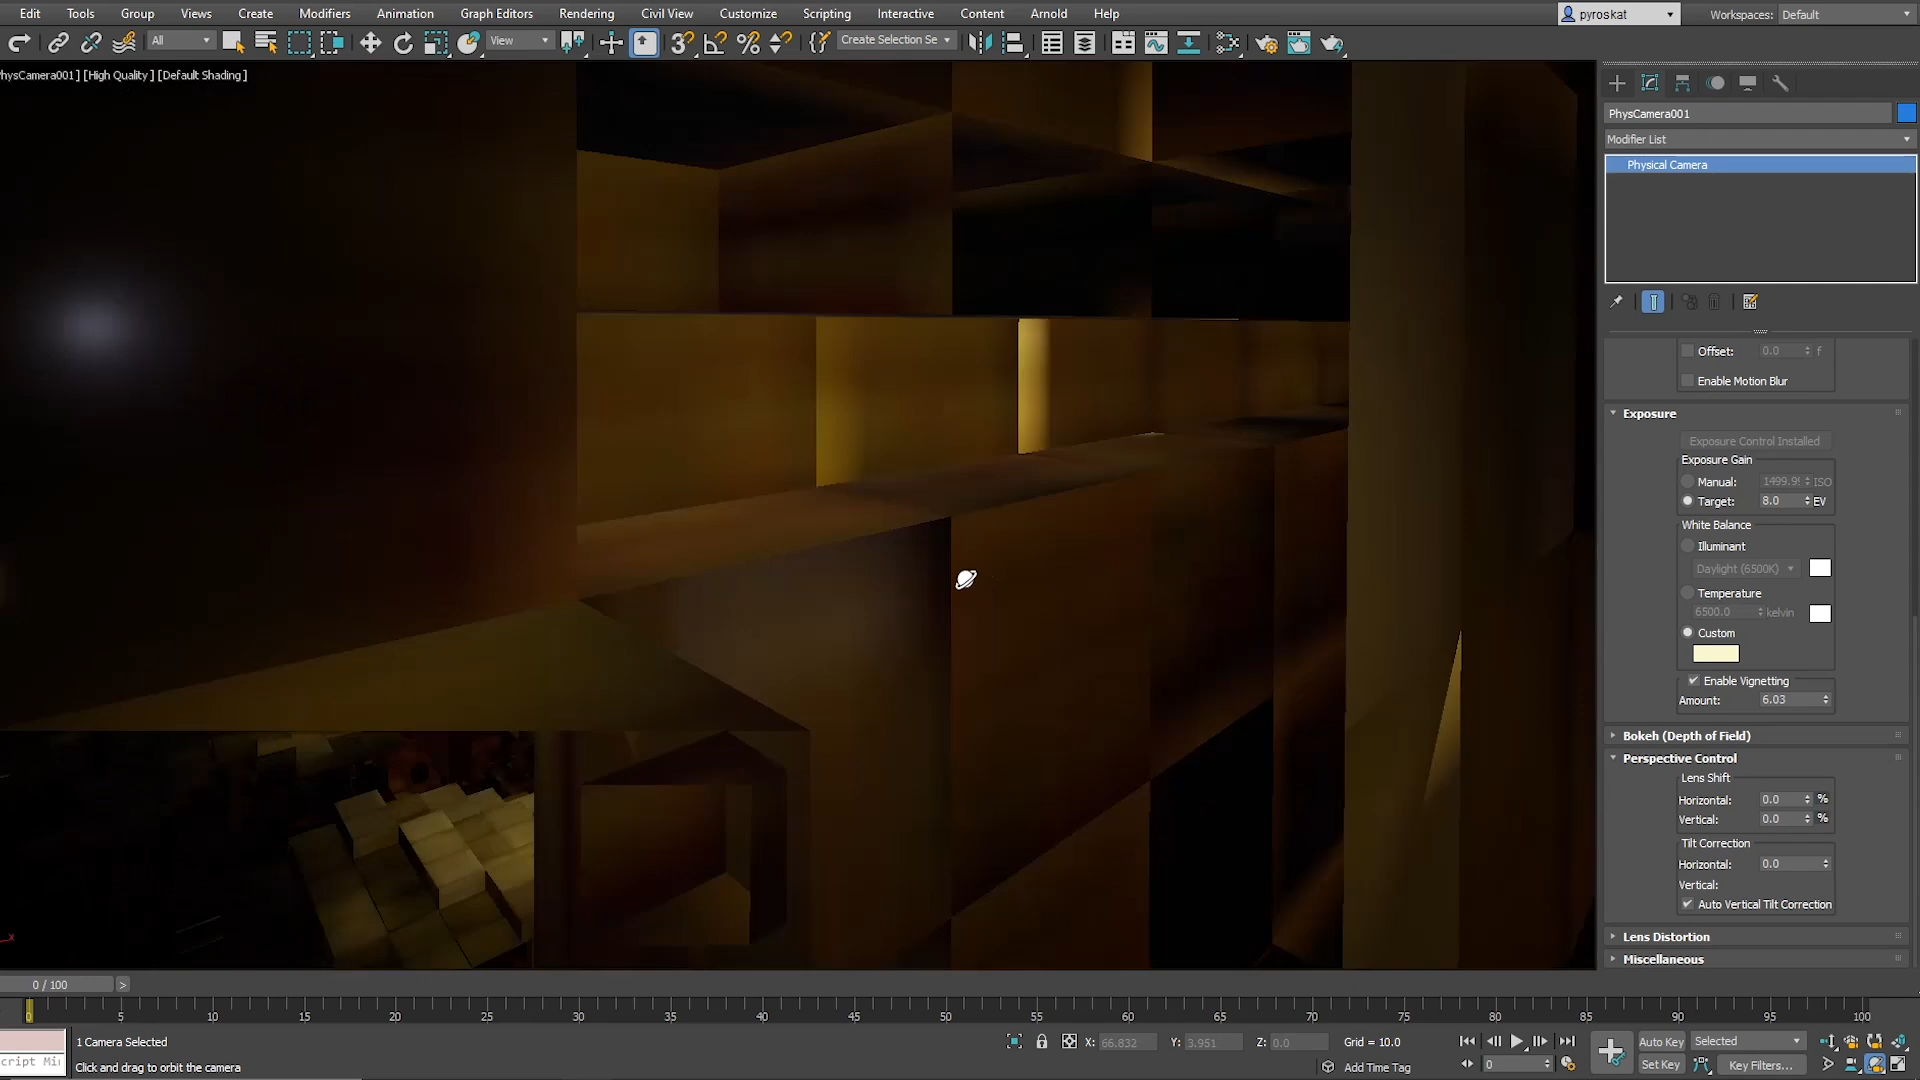 Edit Tools Group Views Create Modifiers Animation Graph Editors Rendering Civil View Customize Scripting Interactive Content Arnold Help pyroskat Workspaces: Default
All View Create Selection Se
hysCamera001 ] [High Quality ] [Default Shading ]
PhysCamera001
Modifier List
Physical Camera
Offset: 0.0 f
Enable Motion Blur
Exposure
Exposure Control Installed
Exposure Gain
Manual: ISO
Target: 8.0 EV
White Balance
Illuminant
Daylight (6500K)
Temperature
6500.0 kelvin
Custom
Enable Vignetting
Amount: 6.03
Bokeh (Depth of Field)
Perspective Control
Lens Shift
Horizontal: 0.0 %
Vertical: 0.0 %
Tilt Correction
Horizontal: 0.0
Vertical:
Auto Vertical Tilt Correction
Lens Distortion
Miscellaneous
x
0 / 100 >
0 5 10 15 20 25 30 35 40 45 50 55 60 65 70 75 80 85 90 95 100
1 Camera Selected X: 66.832 Y: 3.951 Z: 0.0 Grid = 10.0 Auto Key Selected
cript Mi Click and drag to orbit the camera Add Time Tag 0 Set Key Key Filters...